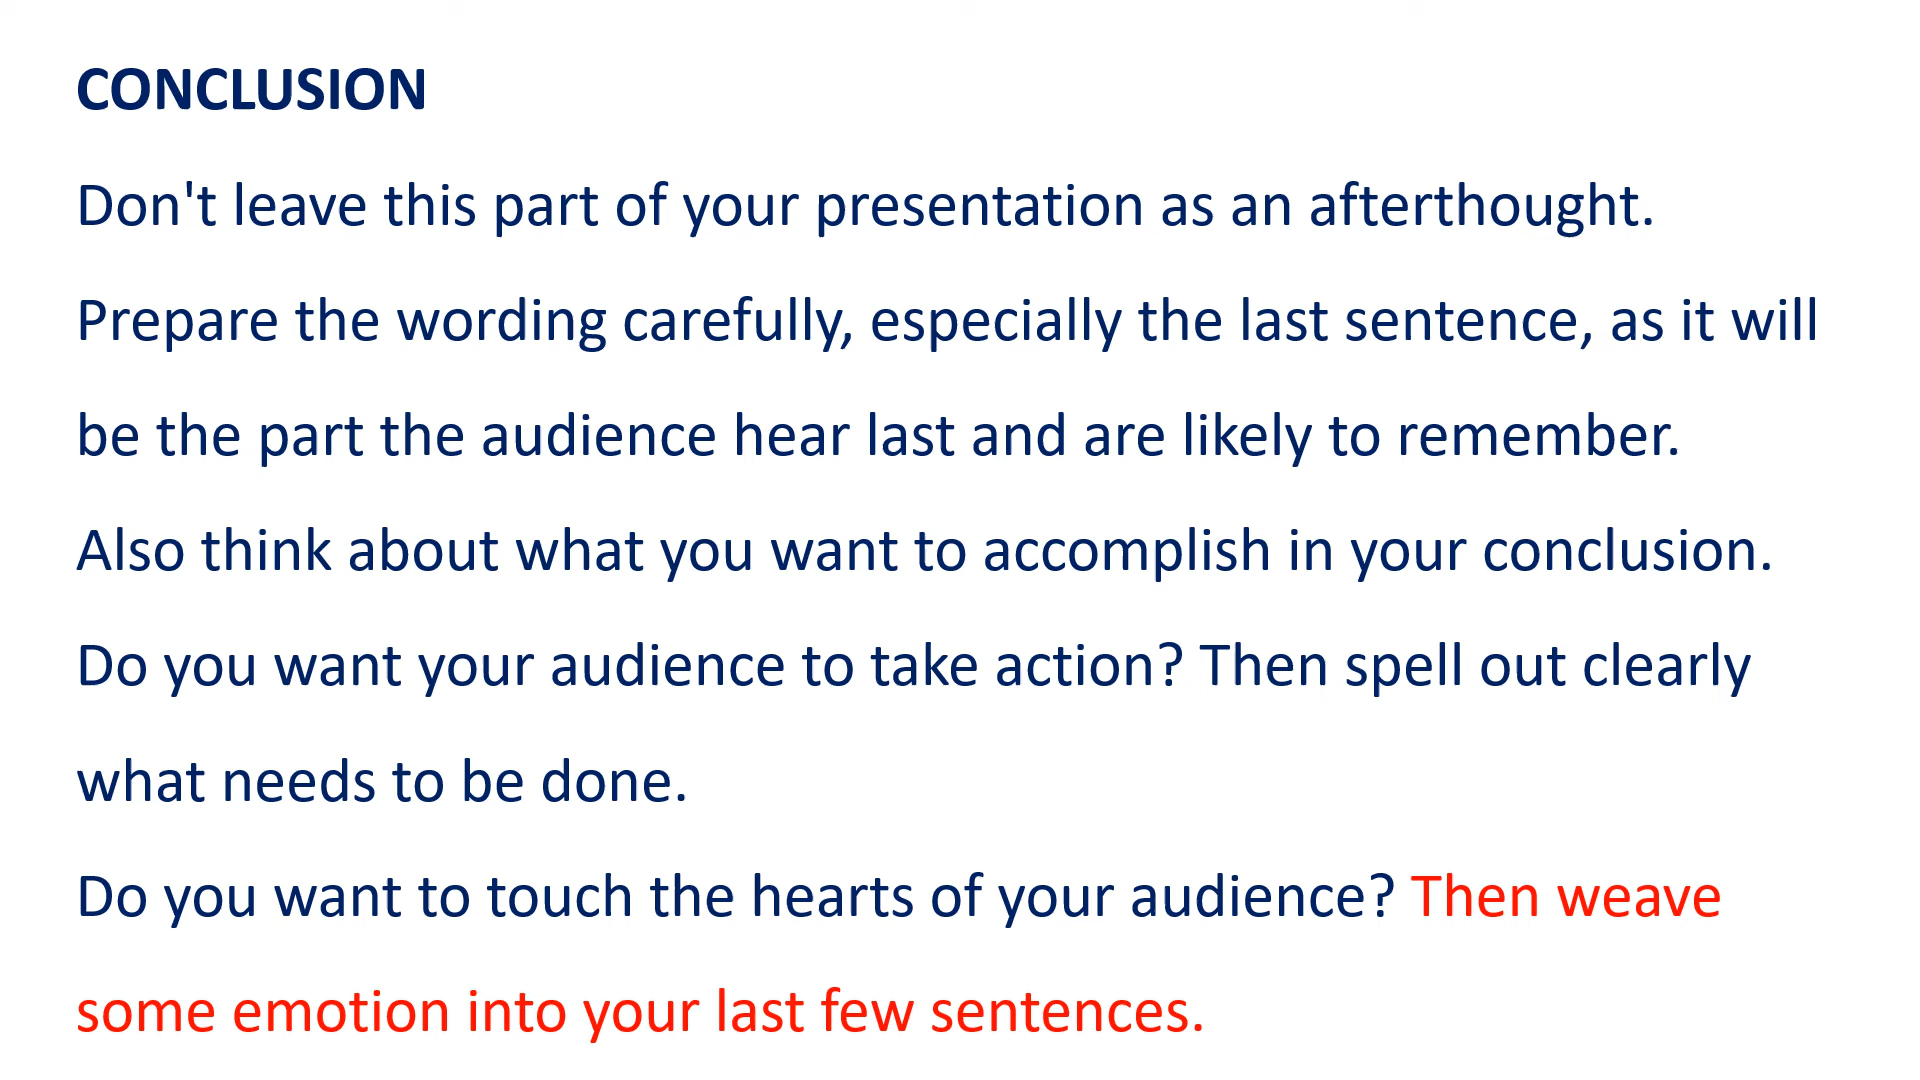 CONCLUSION
Don't leave this part of your presentation as an afterthought.
Prepare the wording carefully, especially the last sentence, as it will
be the part the audience hear last and are likely to remember.
Also think about what you want to accomplish in your conclusion.
Do you want your audience to take action? Then spell out clearly
what needs to be done.
Do you want to touch the hearts of your audience? Then weave
some emotion into your last few sentences.